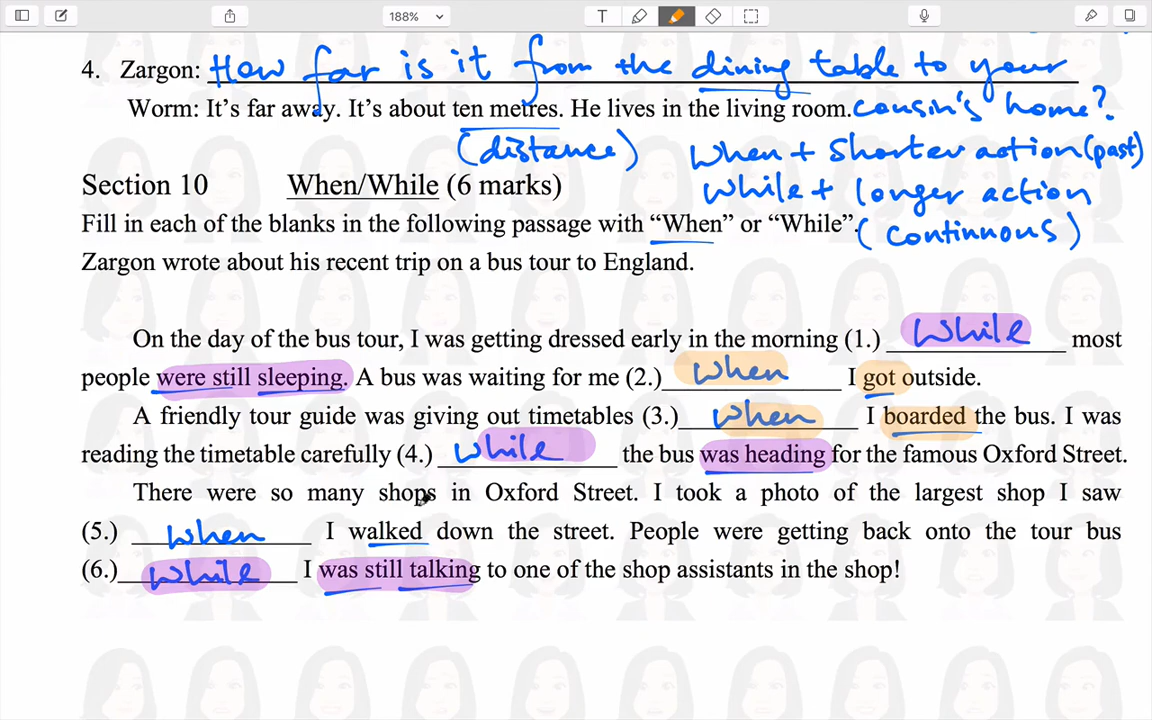 188%
T
4. Zargon: How far is it from the dining table to your
Worm: It's far away. It's about ten metres. He lives in the living room. cousin's home?
(distance) When + shorter action (past)
Section 10 When/While (6 marks) While + longer action
Fill in each of the blanks in the following passage with “When” or “While”. (continuous)
Zargon wrote about his recent trip on a bus tour to England.
On the day of the bus tour, I was getting dressed early in the morning (1.) While most
people were still sleeping. A bus was waiting for me (2.) when I got outside.
A friendly tour guide was giving out timetables (3.) when I boarded the bus. I was
reading the timetable carefully (4.) while the bus was heading for the famous Oxford Street.
There were so many shops in Oxford Street. I took a photo of the largest shop I saw
(5.) when I walked down the street. People were getting back onto the tour bus
(6.) while I was still talking to one of the shop assistants in the shop!